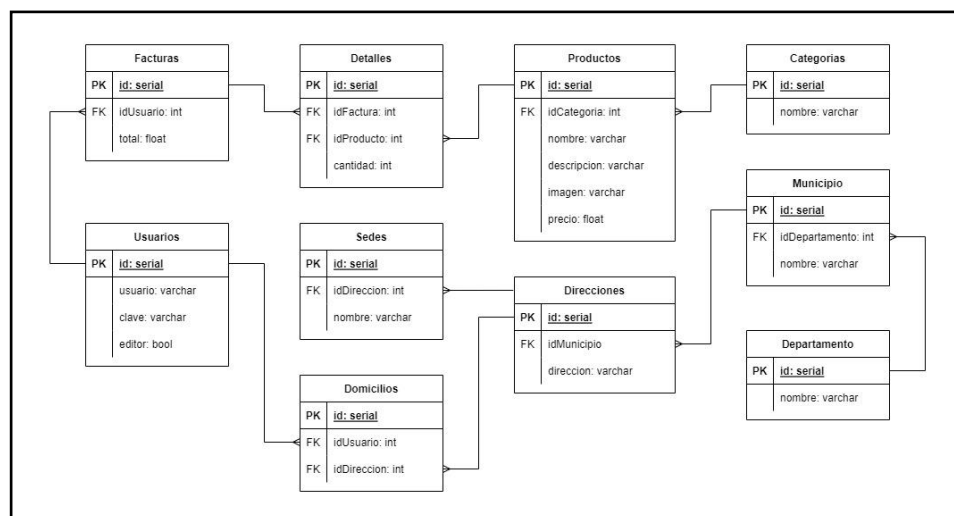 Facturas
PK id: serial
FK idUsuario: int
total: float
Detalles
PK id: serial
FK idFactura: int
FK idProducto: int
cantidad: int
Productos
PK id: serial
FK idCategoria: int
nombre: varchar
descripcion: varchar
imagen: varchar
precio: float
Categorias
PK id: serial
nombre: varchar
Municipio
PK id: serial
FK idDepartamento: int
nombre: varchar
Usuarios
PK id: serial
usuario: varchar
clave: varchar
editor: bool
Sedes
PK id: serial
FK idDireccion: int
nombre: varchar
Direcciones
PK id: serial
FK idMunicipio
direccion: varchar
Departamento
PK id: serial
nombre: varchar
Domicilios
PK id: serial
FK idUsuario: int
FK idDireccion: int